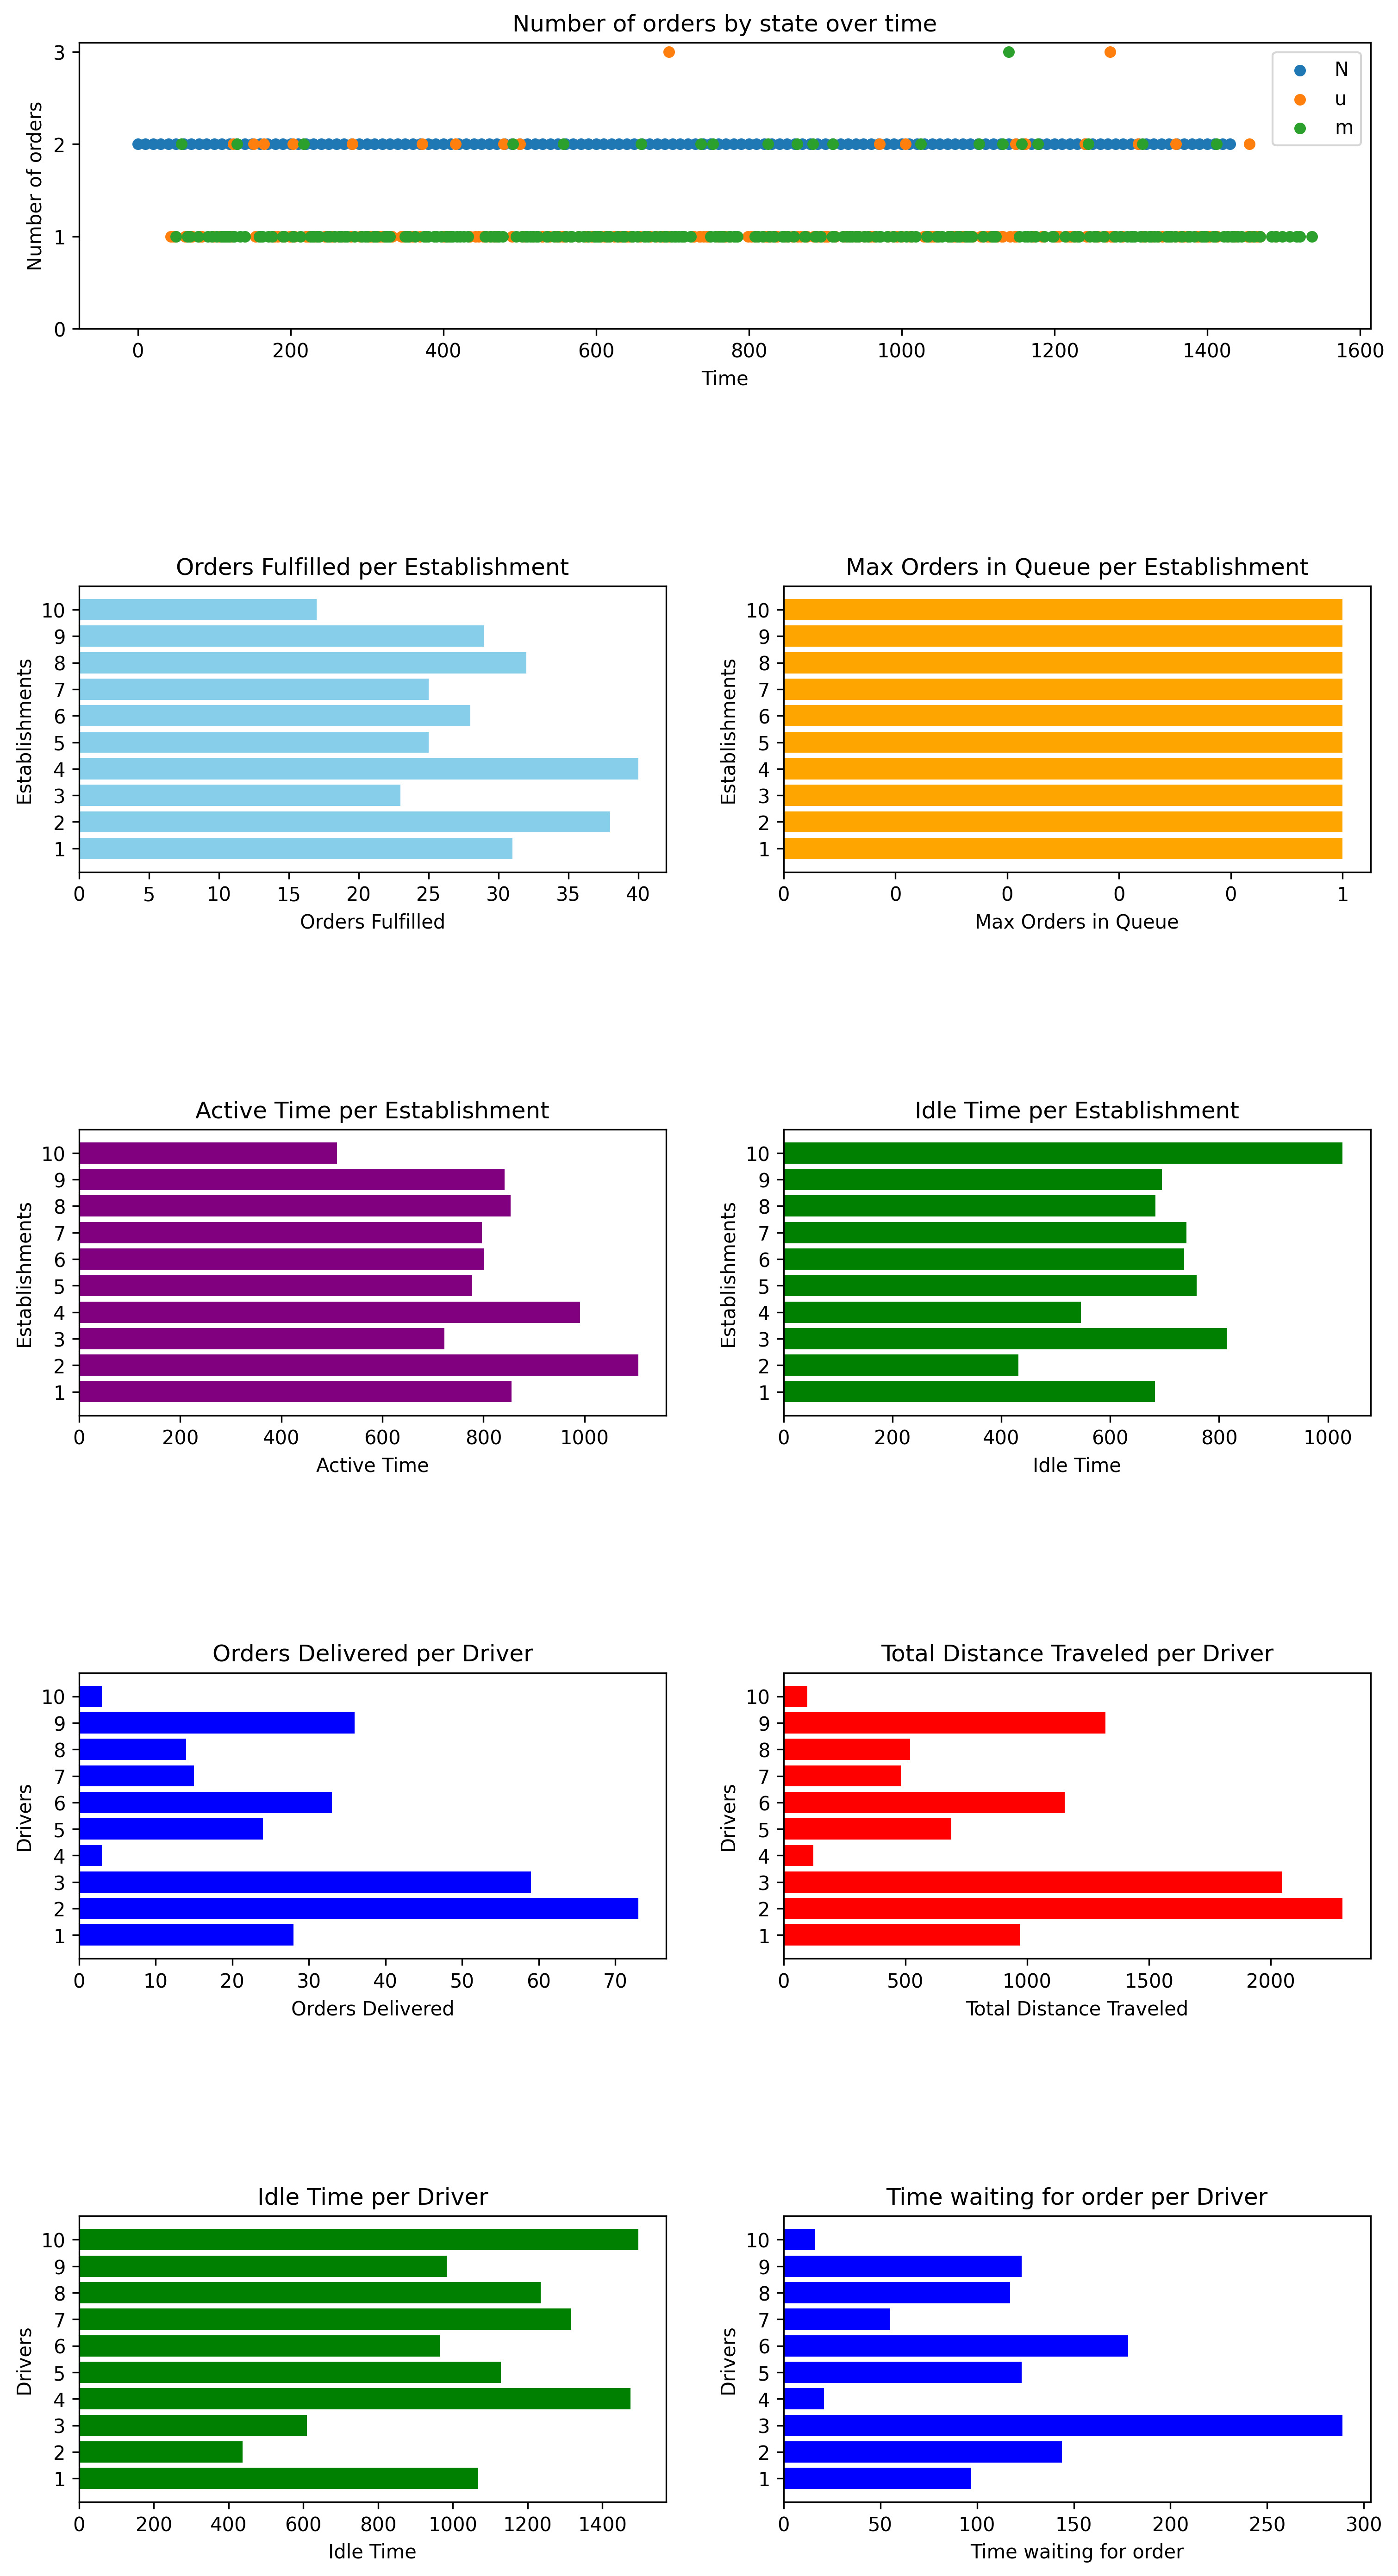 Number of orders by state over time
3
2
1
0
Number of orders
N
u
m
0 200 400 600 800 1000 1200 1400 1600
Time
Orders Fulfilled per Establishment
10
9
8
7
6
5
4
3
2
1
Establishments
0 5 10 15 20 25 30 35 40
Orders Fulfilled
Max Orders in Queue per Establishment
10
9
8
7
6
5
4
3
2
1
Establishments
0 0 0 0 0 1
Max Orders in Queue
Active Time per Establishment
10
9
8
7
6
5
4
3
2
1
Establishments
0 200 400 600 800 1000
Active Time
Idle Time per Establishment
10
9
8
7
6
5
4
3
2
1
Establishments
0 200 400 600 800 1000
Idle Time
Orders Delivered per Driver
10
9
8
7
6
5
4
3
2
1
Drivers
0 10 20 30 40 50 60 70
Orders Delivered
Total Distance Traveled per Driver
10
9
8
7
6
5
4
3
2
1
Drivers
0 500 1000 1500 2000
Total Distance Traveled
Idle Time per Driver
10
9
8
7
6
5
4
3
2
1
Drivers
0 200 400 600 800 1000 1200 1400
Idle Time
Time waiting for order per Driver
10
9
8
7
6
5
4
3
2
1
Drivers
0 50 100 150 200 250 300
Time waiting for order